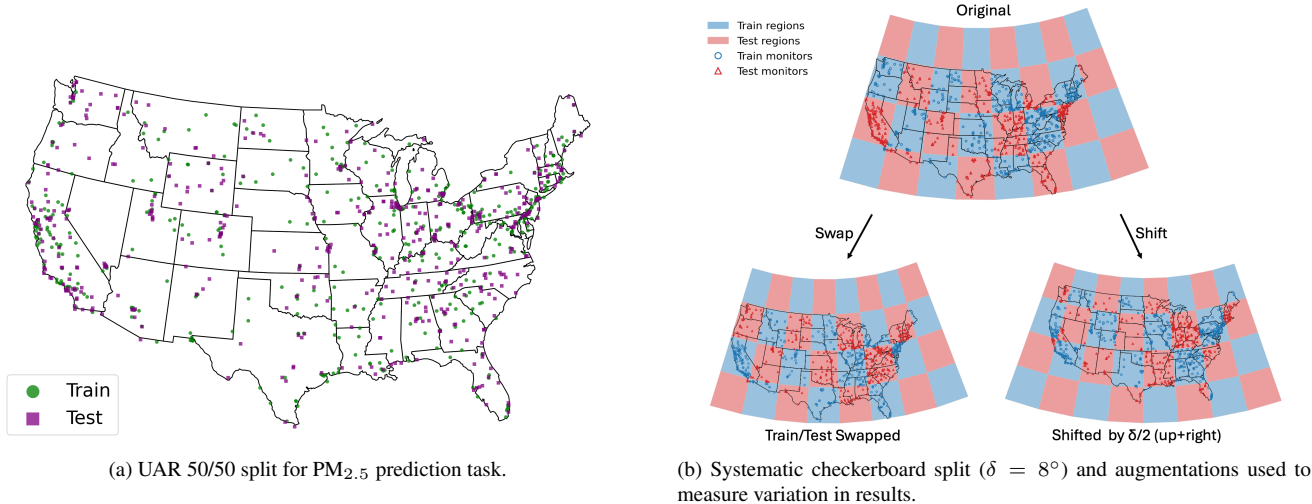 Train
Test
(a) UAR 50/50 split for PM2.5 prediction task.
Original
Train regions
Test regions
Train monitors
Test monitors
Swap
Shift
Train/Test Swapped
Shifted by δ/2 (up+right)
(b) Systematic checkerboard split (δ = 8°) and augmentations used to
measure variation in results.